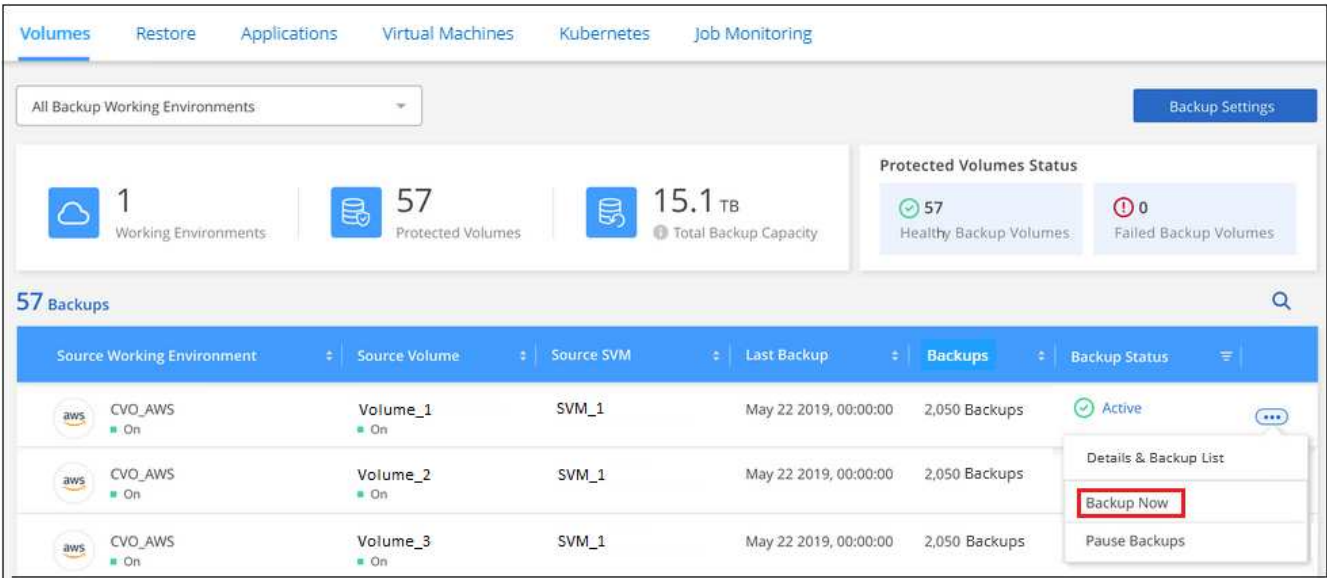 Volumes Restore Applications Virtual Machines Kubernetes Job Monitoring
All Backup Working Environments
Backup Settings
1
Working Environments
57
Protected Volumes
15.1 TB
Total Backup Capacity
Protected Volumes Status
57
Healthy Backup Volumes
0
Failed Backup Volumes
57 Backups
Source Working Environment Source Volume Source SVM Last Backup Backups Backup Status
aws CVO_AWS Volume_1 SVM_1 May 22 2019, 00:00:00 2,050 Backups Active
On On
aws CVO_AWS Volume_2 SVM_1 May 22 2019, 00:00:00 2,050 Backups
On On
aws CVO_AWS Volume_3 SVM_1 May 22 2019, 00:00:00 2,050 Backups
On On
Details & Backup List
Backup Now
Pause Backups